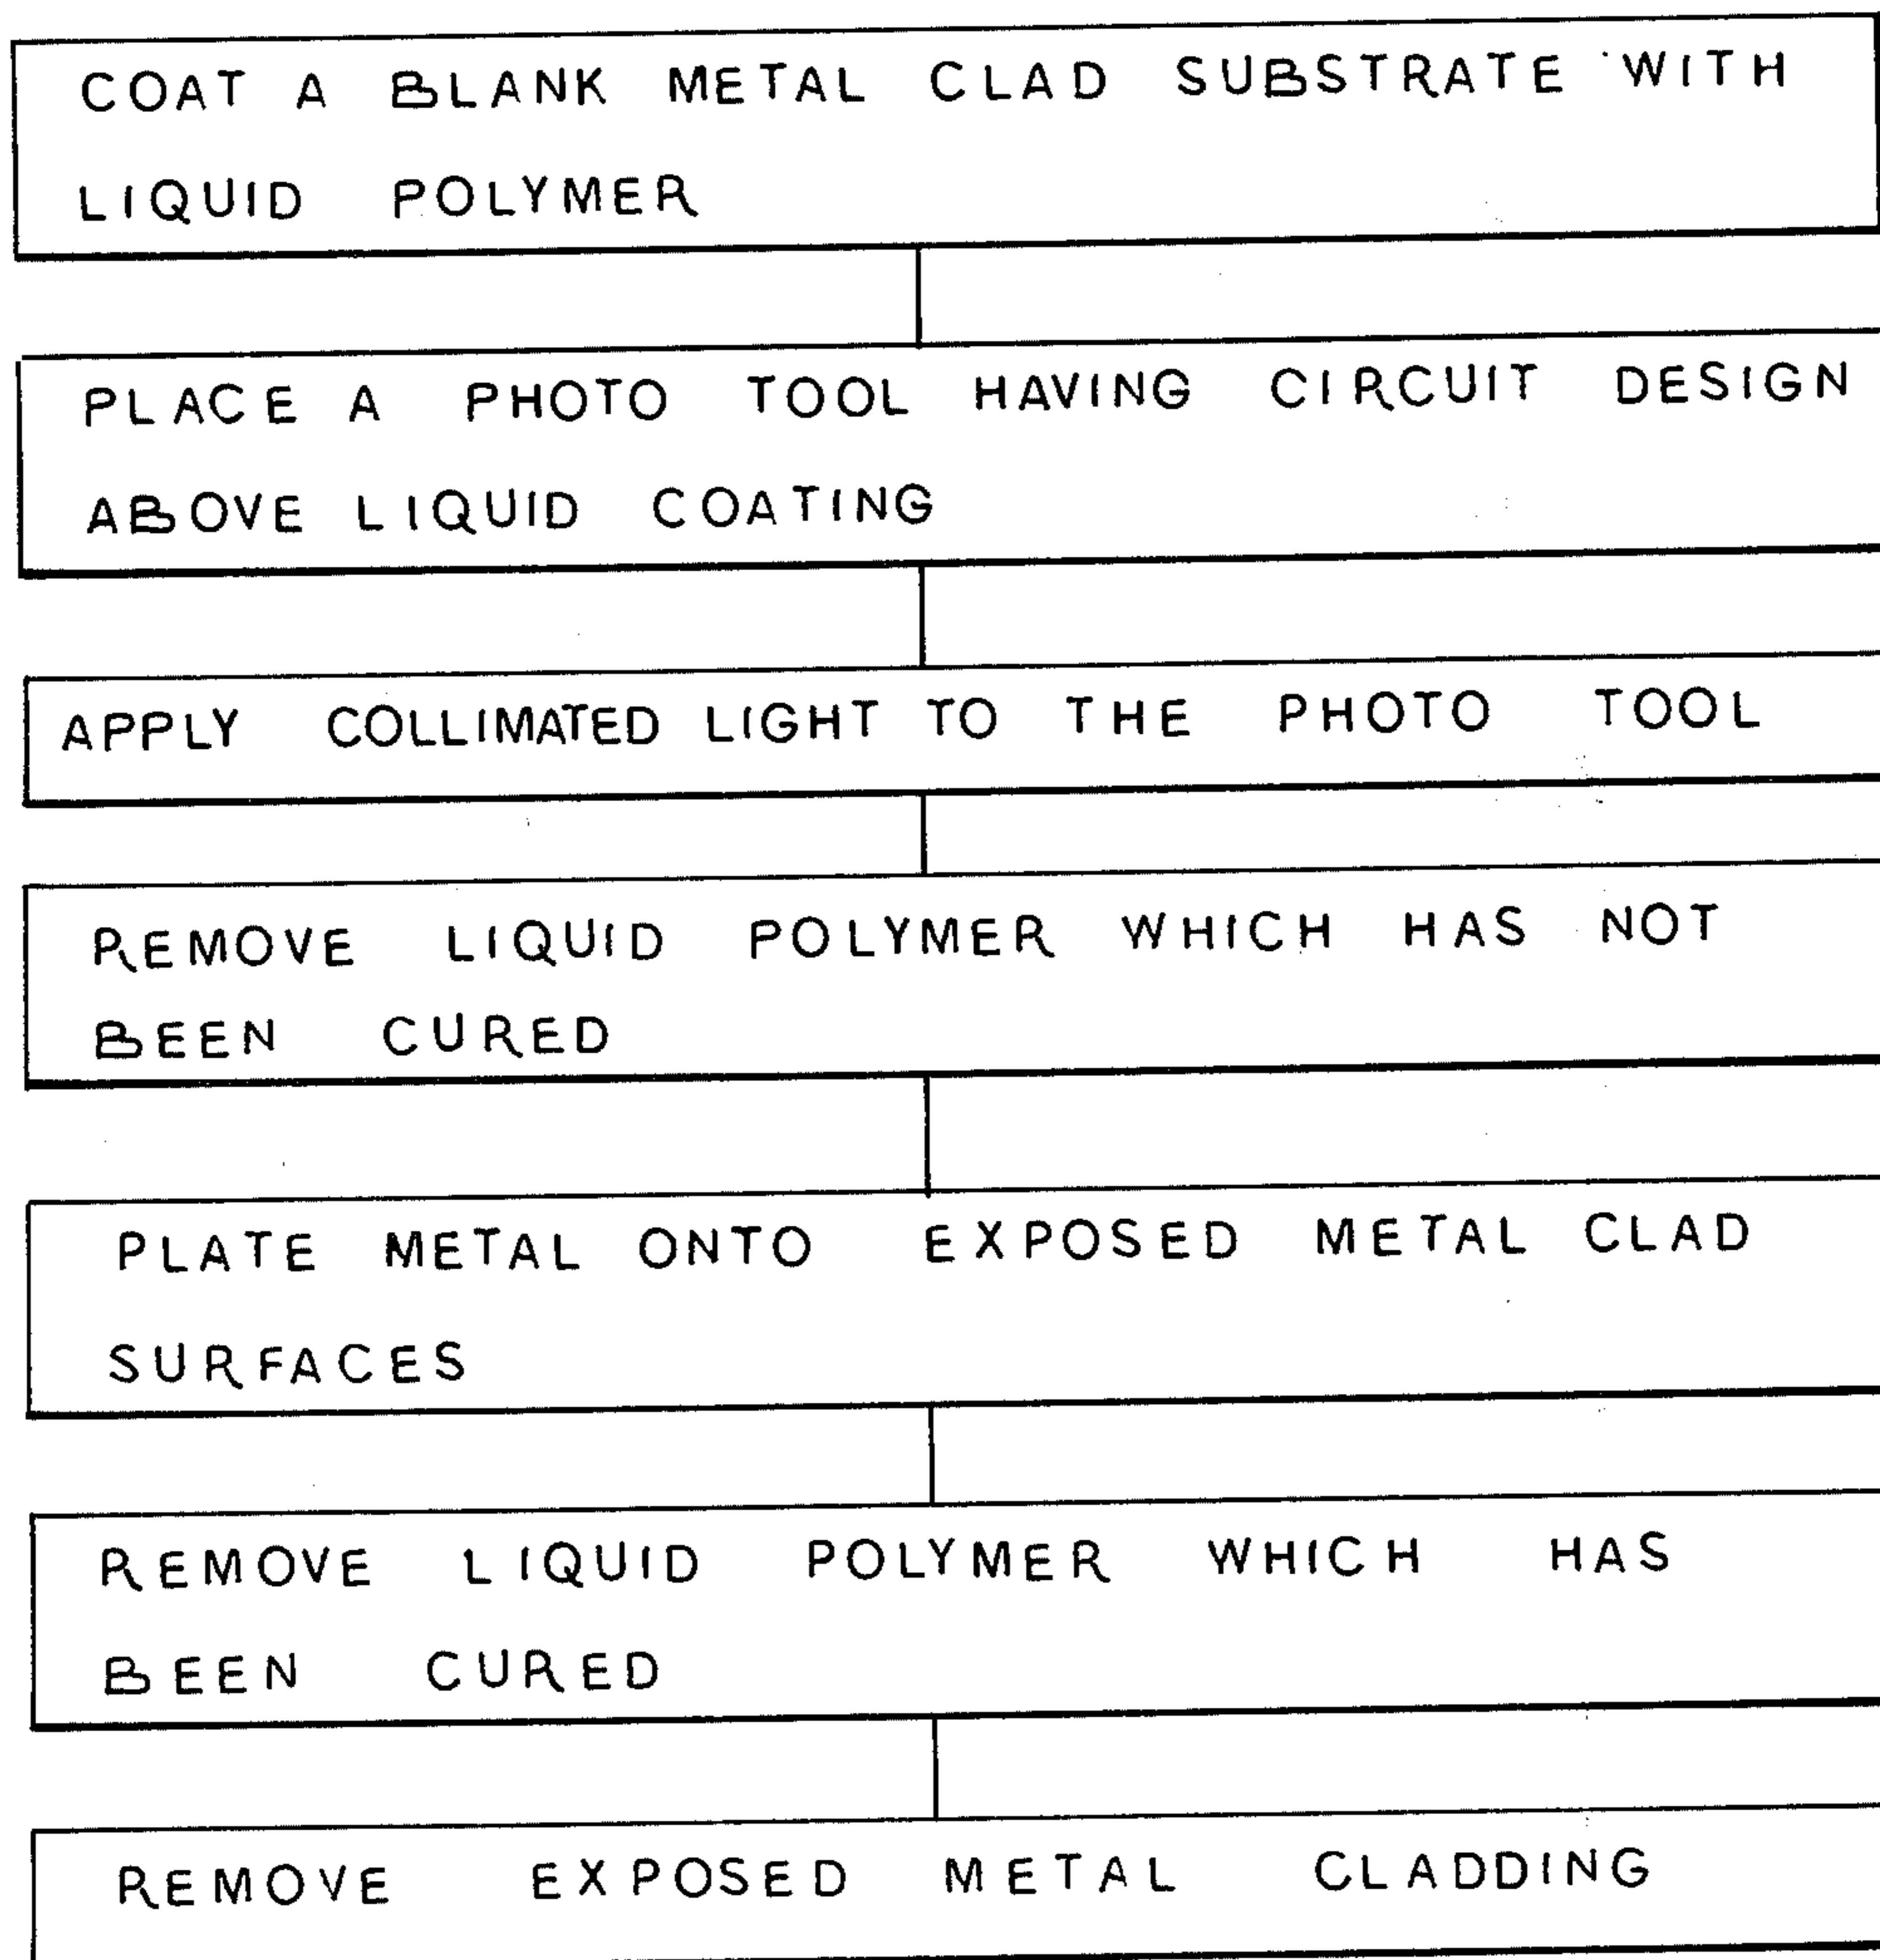 COAT A BLANK METAL CLAD SUBSTRATE WITH
LIQUID POLYMER
PLACE A PHOTO TOOL HAVING CIRCUIT DESIGN
ABOVE LIQUID COATING
APPLY COLLIMATED LIGHT TO THE PHOTO TOOL
REMOVE LIQUID POLYMER WHICH HAS NOT
BEEN CURED
PLATE METAL ONTO EXPOSED METAL CLAD
SURFACES
REMOVE LIQUID POLYMER WHICH HAS
BEEN CURED
REMOVE EXPOSED METAL CLADDING